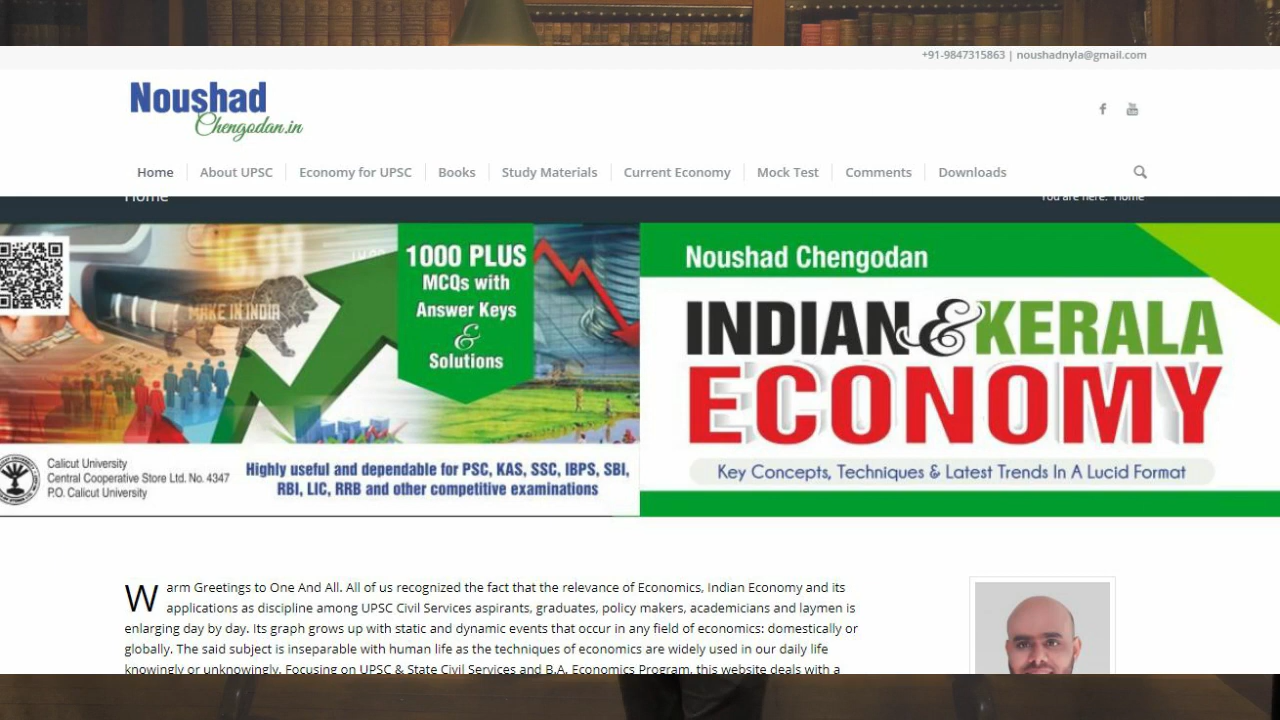 +91-9847315863 | noushadnyla@gmail.com
Noushad
Chengodan.in
Home
About UPSC
Economy for UPSC
Books
Study Materials
Current Economy
Mock Test
Comments
Downloads
Home
You are here: Home
MAKE IN INDIA
1000 PLUS
MCQs with
Answer Keys
&
Solutions
Calicut University
Central Cooperative Store Ltd. No. 4347
P.O. Calicut University
Highly useful and dependable for PSC, KAS, SSC, IBPS, SBI,
RBI, LIC, RRB and other competitive examinations
Noushad Chengodan
INDIAN & KERALA
ECONOMY
Key Concepts, Techniques & Latest Trends In A Lucid Format
Warm Greetings to One And All. All of us recognized the fact that the relevance of Economics, Indian Economy and its
applications as discipline among UPSC Civil Services aspirants, graduates, policy makers, academicians and laymen is
enlarging day by day. Its graph grows up with static and dynamic events that occur in any field of economics: domestically or
globally. The said subject is inseparable with human life as the techniques of economics are widely used in our daily life
knowingly or unknowingly. Focusing on UPSC & State Civil Services and B.A. Economics Program, this website deals with a